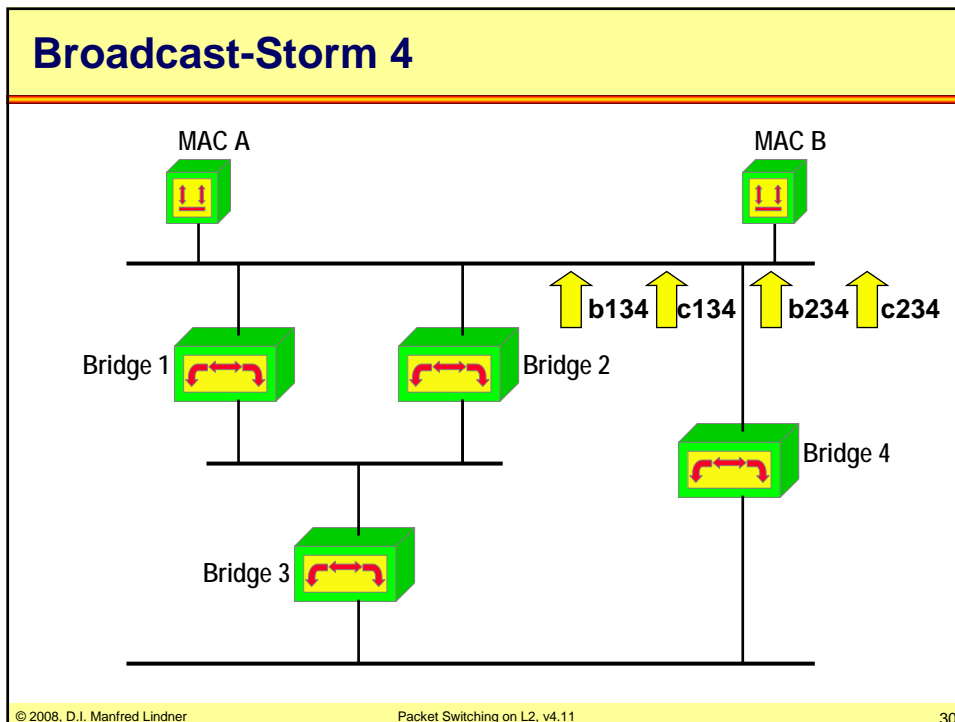 Broadcast-Storm 4
MAC A
MAC B
b134
c134
b234
c234
Bridge 1
Bridge 2
Bridge 4
Bridge 3
© 2008, D.I. Manfred Lindner
Packet Switching on L2, v4.11
30